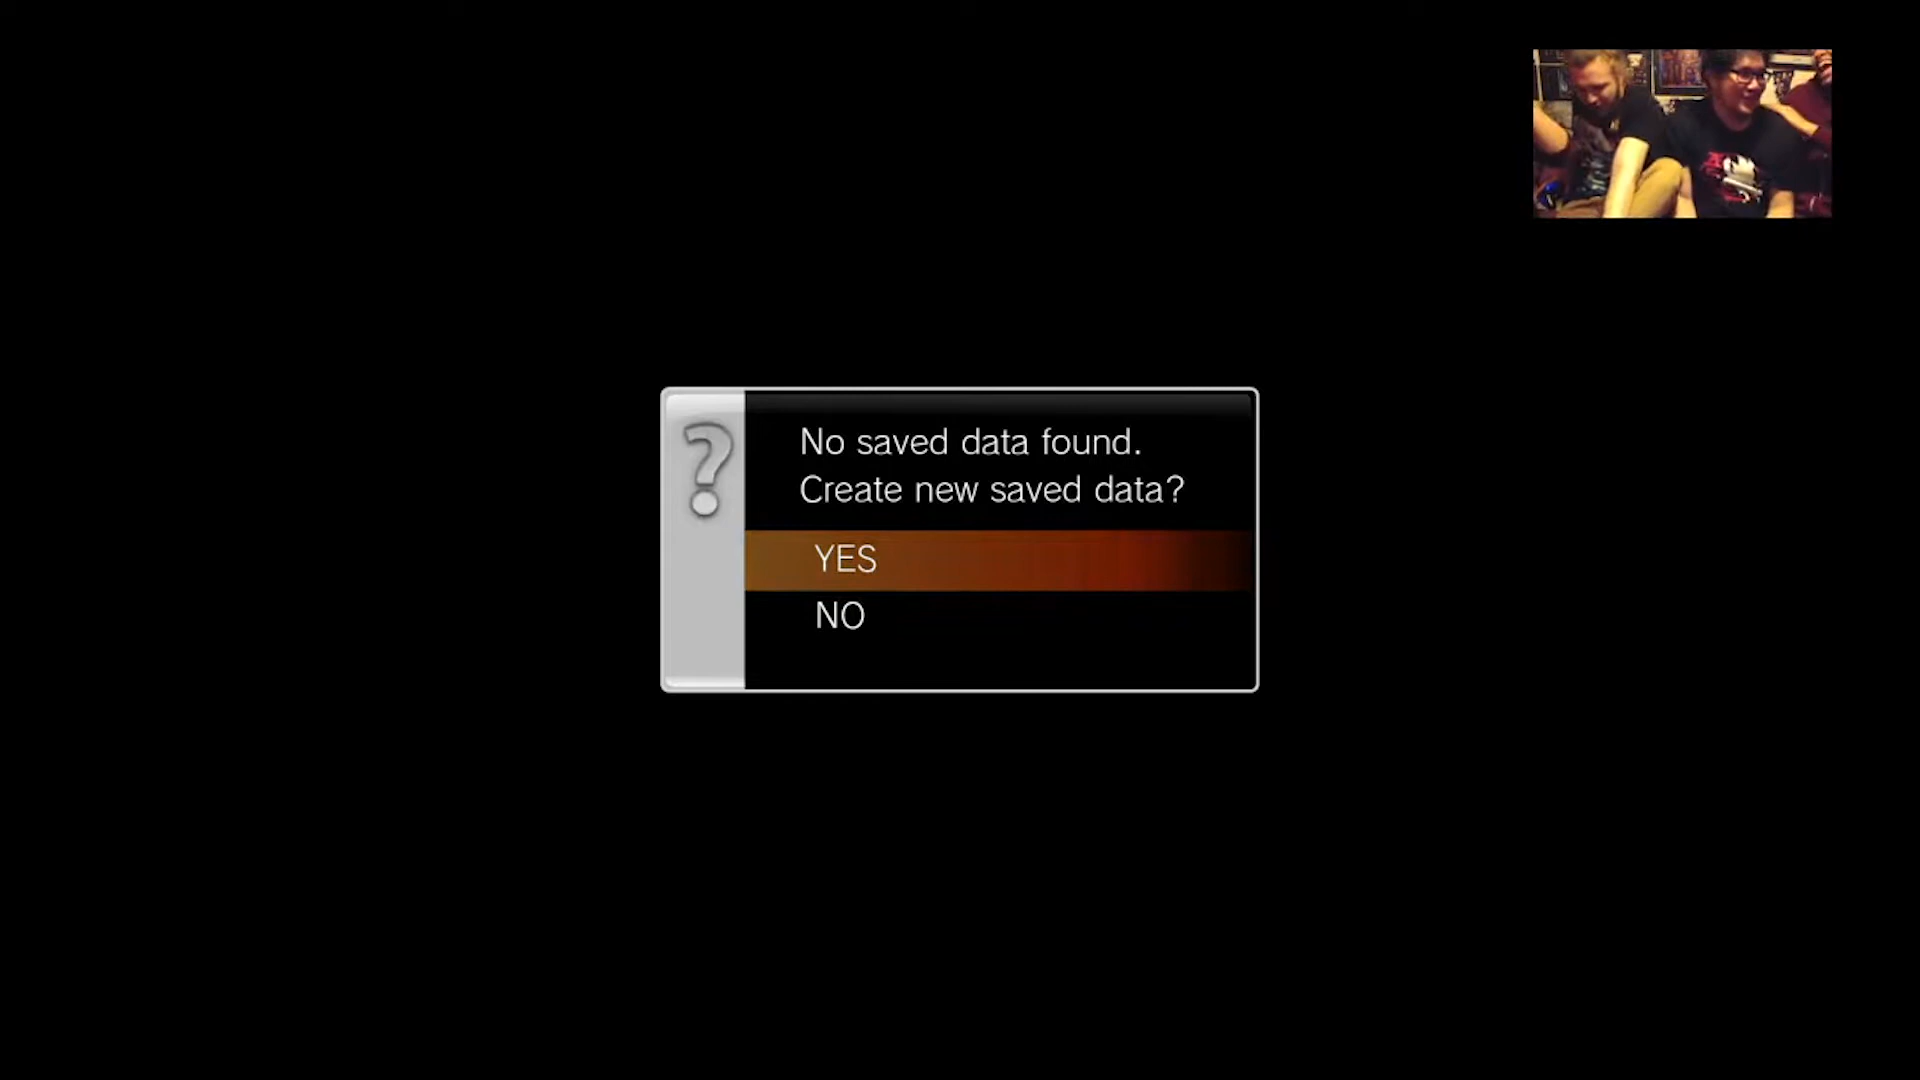 ?
No saved data found.
Create new saved data?
YES
NO